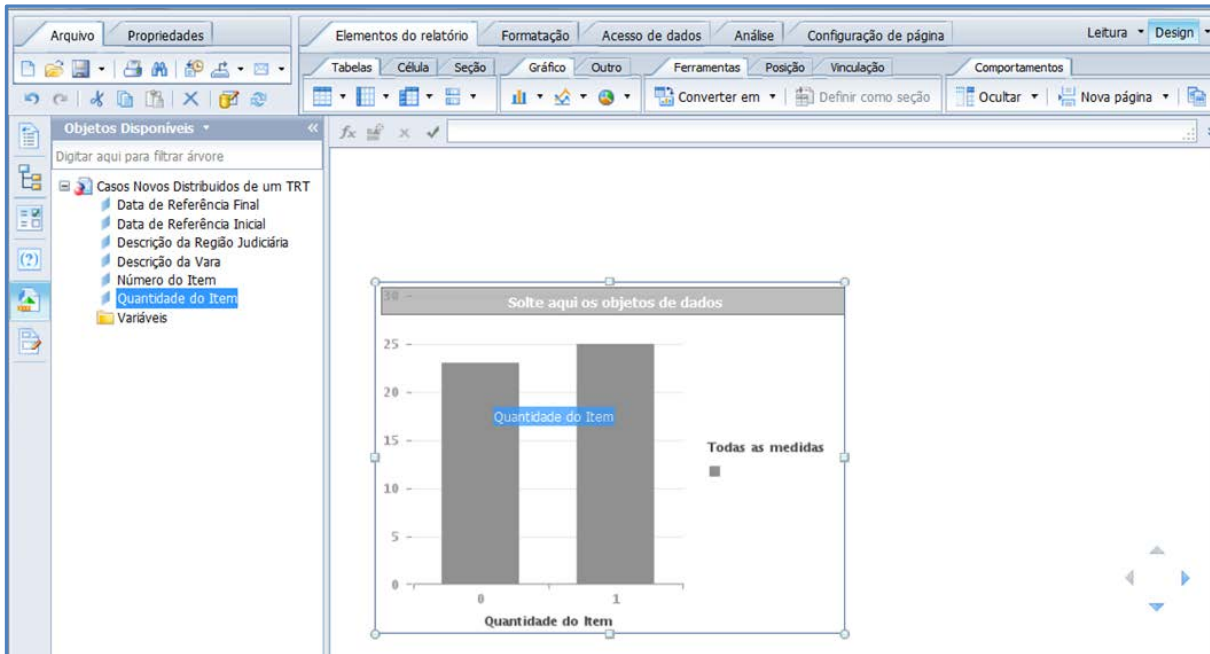 Arquivo Propriedades
Elementos do relatório Formatação Acesso de dados Análise Configuração de página Leitura Design
Tabelas Célula Seção Gráfico Outro Ferramentas Posição Vinculação Comportamentos
Converter em Definir como seção Ocultar Nova página
Objetos Disponíveis «
Digitar aqui para filtrar árvore
Casos Novos Distribuidos de um TRT
Data de Referência Final
Data de Referência Inicial
Descrição da Região Judiciária
Descrição da Vara
Número do Item
Quantidade do Item
Variáveis
fx
30
Solte aqui os objetos de dados
25
20
Quantidade do Item
15
Todas as medidas
10
5
0
0 1
Quantidade do Item